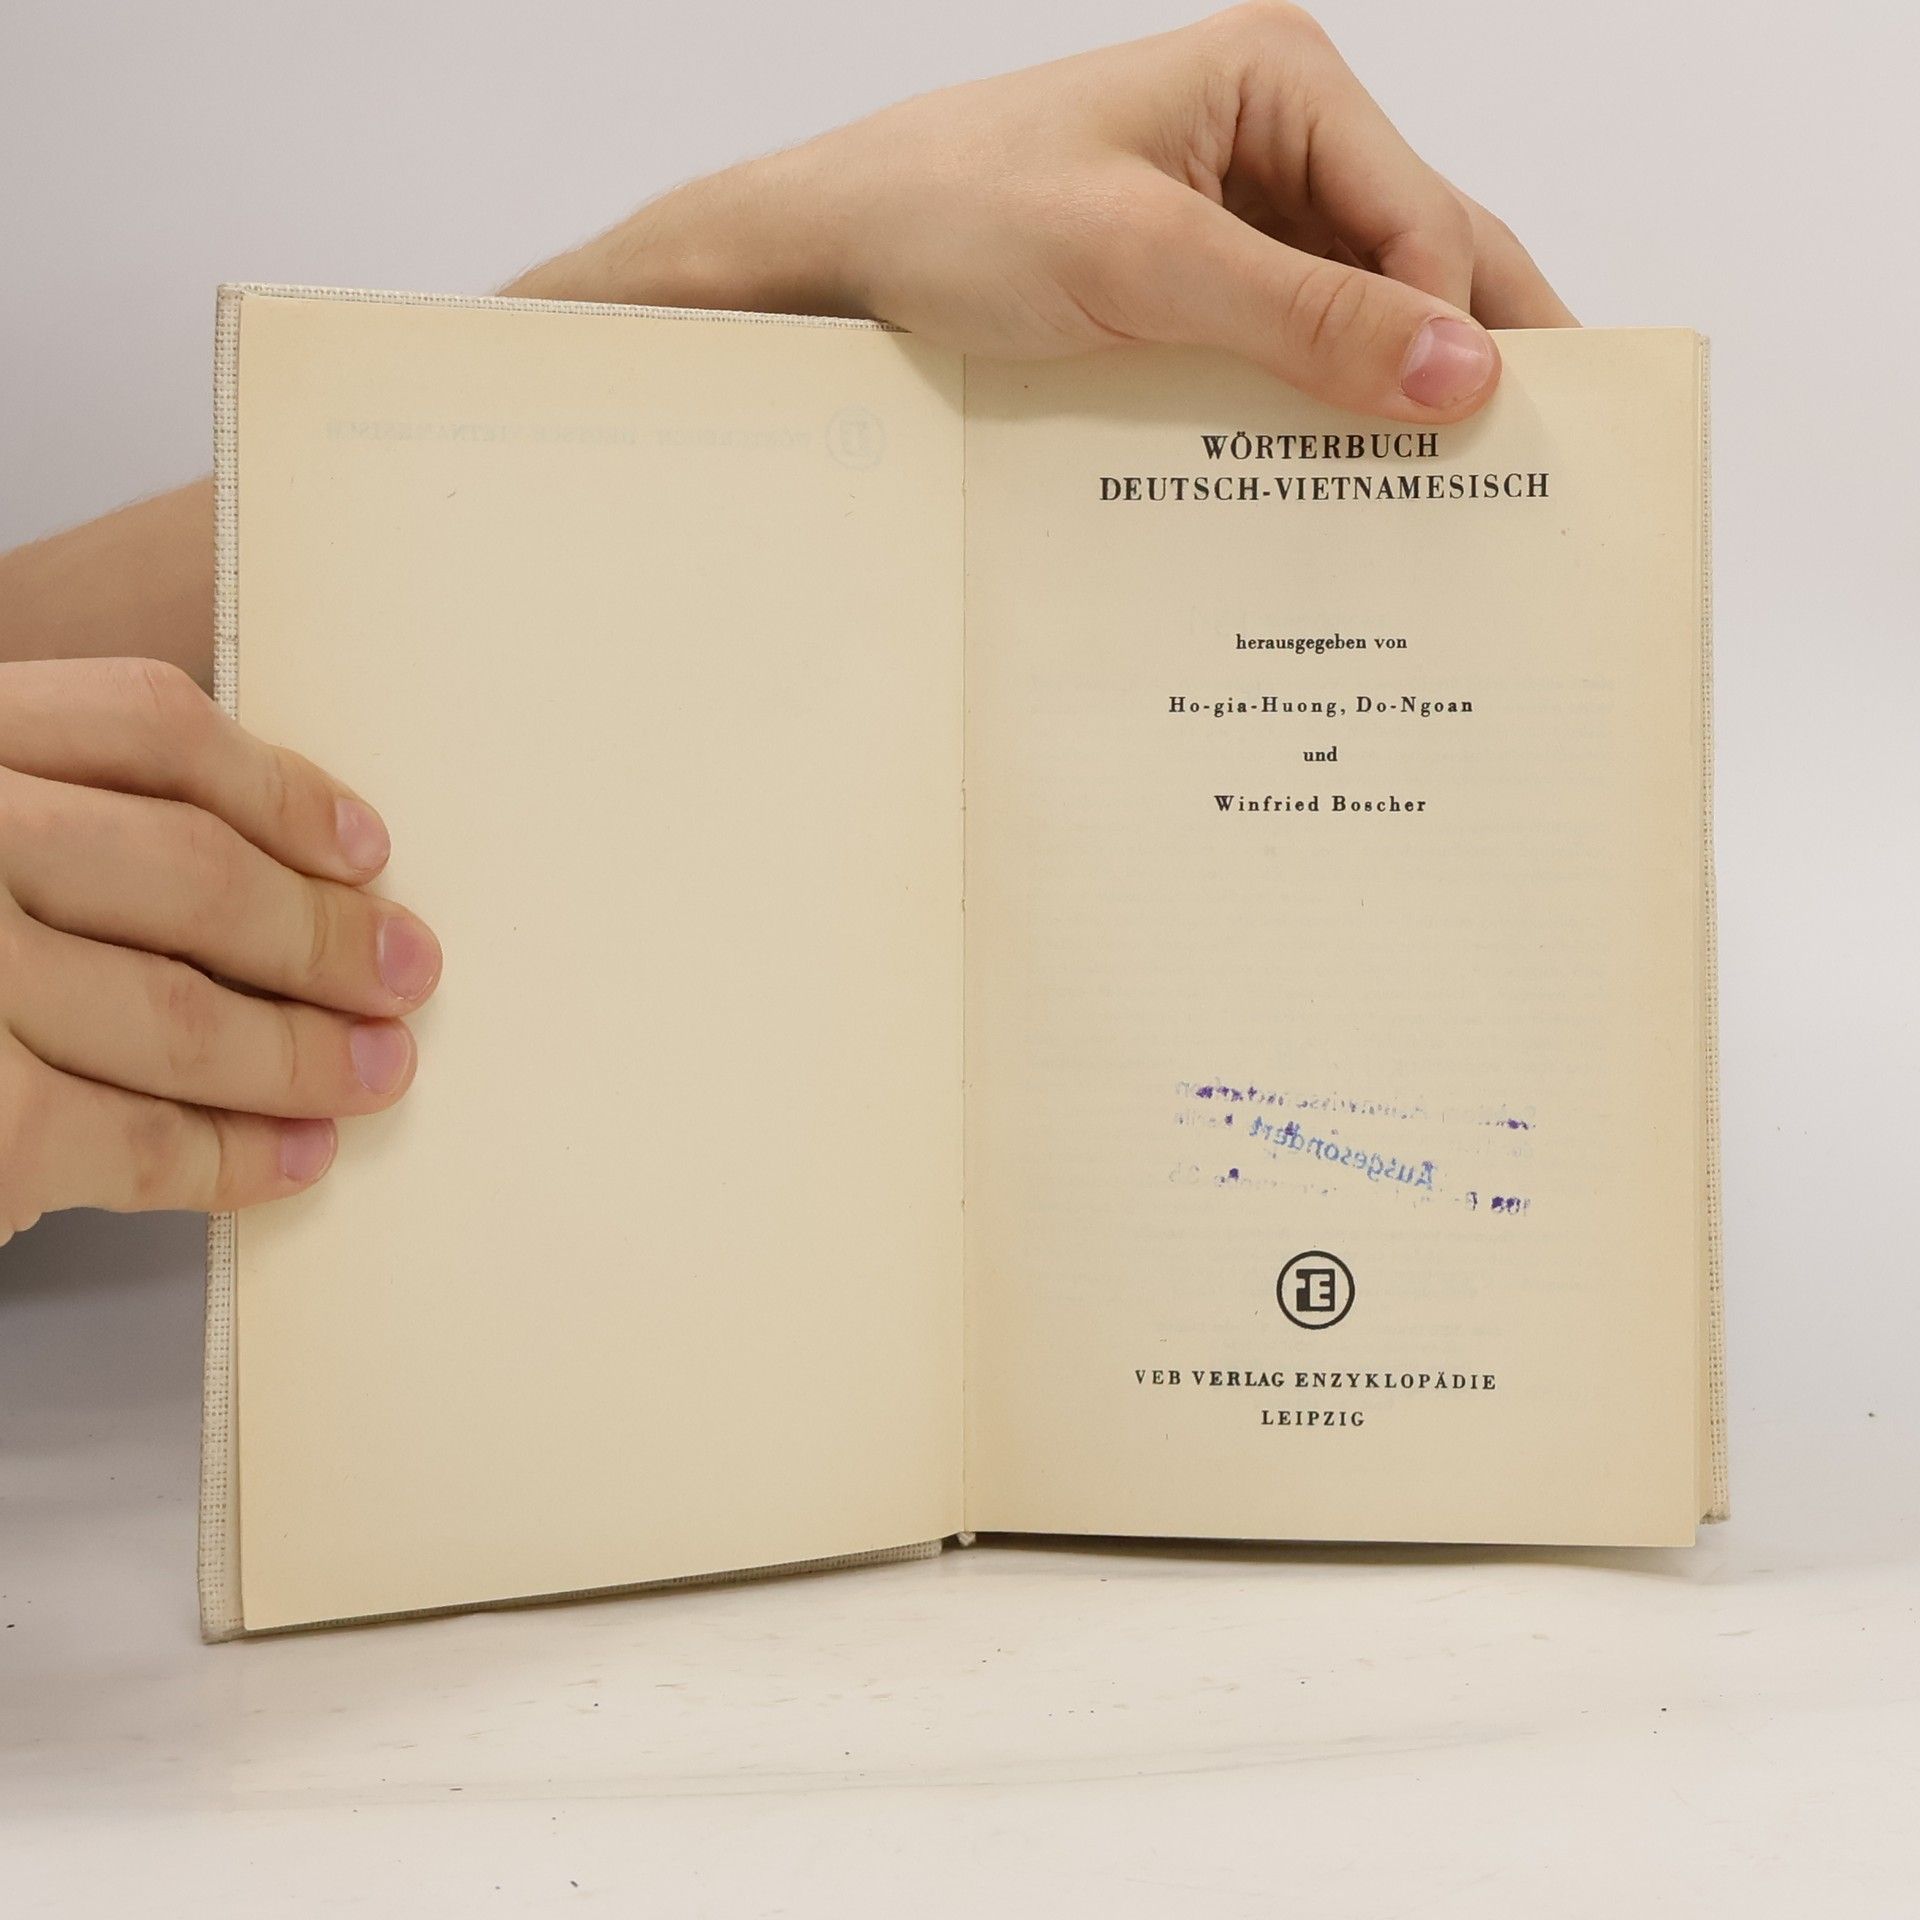 WÖRTERBUCH
DEUTSCH-VIETNAMESISCH
herausgegeben von
Ho-gia-Huong, Do-Ngoan
und
Winfried Boscher
Ausgesondert
VEB VERLAG ENZYKLOPÄDIE
LEIPZIG